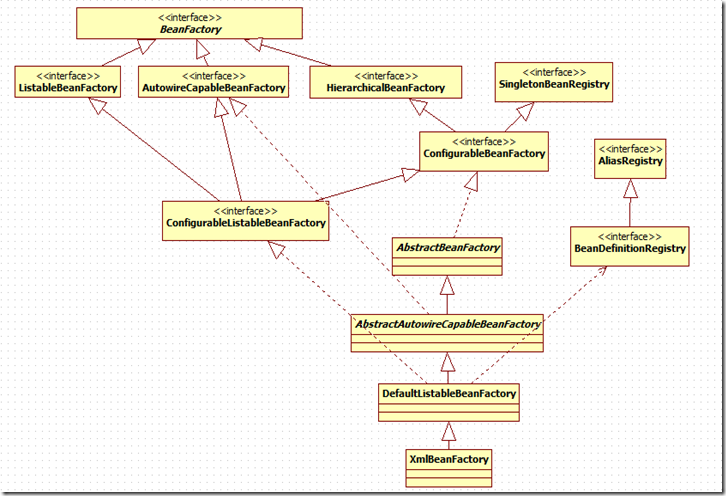 <<interface>>
BeanFactory
<<interface>>
ListableBeanFactory
<<interface>>
AutowireCapableBeanFactory
<<interface>>
HierarchicalBeanFactory
<<interface>>
SingletonBeanRegistry
<<interface>>
ConfigurableBeanFactory
<<interface>>
AliasRegistry
<<interface>>
ConfigurableListableBeanFactory
AbstractBeanFactory
<<interface>>
BeanDefinitionRegistry
AbstractAutowireCapableBeanFactory
DefaultListableBeanFactory
XmlBeanFactory